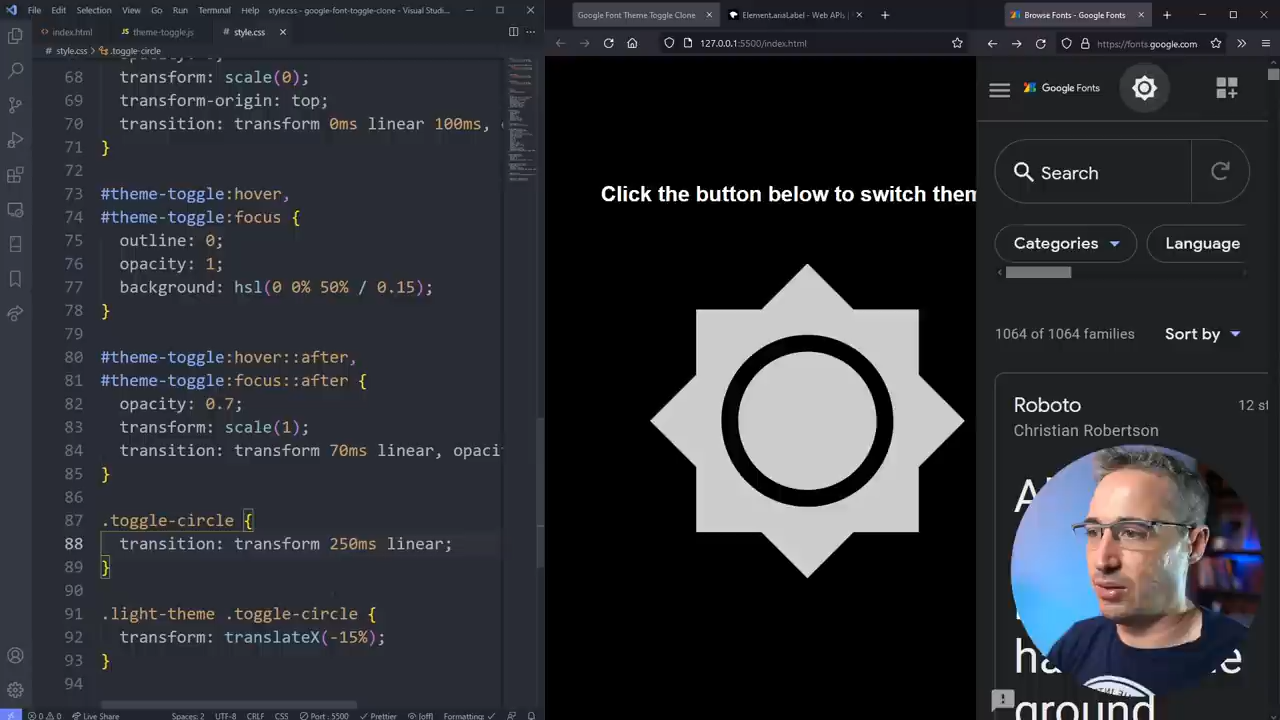 File Edit Selection View Go Run Terminal Help style.css - google-font-toggle-clone - Visual Studi...
index.html theme-toggle.js style.css
style.css > .toggle-circle
68 transform: scale(0);
69 transform-origin: top;
70 transition: transform 0ms linear 100ms,
71 }
72
73 #theme-toggle:hover,
74 #theme-toggle:focus {
75 outline: 0;
76 opacity: 1;
77 background: hsl(0 0% 50% / 0.15);
78 }
79
80 #theme-toggle:hover::after,
81 #theme-toggle:focus::after {
82 opacity: 0.7;
83 transform: scale(1);
84 transition: transform 70ms linear, opaci
85 }
86
87 .toggle-circle {
88 transition: transform 250ms linear;
89 }
90
91 .light-theme .toggle-circle {
92 transform: translateX(-15%);
93 }
94
0 0 Live Share Spaces: 2 UTF-8 CRLF CSS Port : 5500 Prettier [off] Formatting: ✓
Google Font Theme Toggle Clone Element.ariaLabel - Web APIs |
127.0.0.1:5500/index.html
Click the button below to switch them
Browse Fonts - Google Fonts
https://fonts.google.com
Google Fonts
Search
Categories Language
1064 of 1064 families Sort by
Roboto 12 st
Christian Robertson
ground